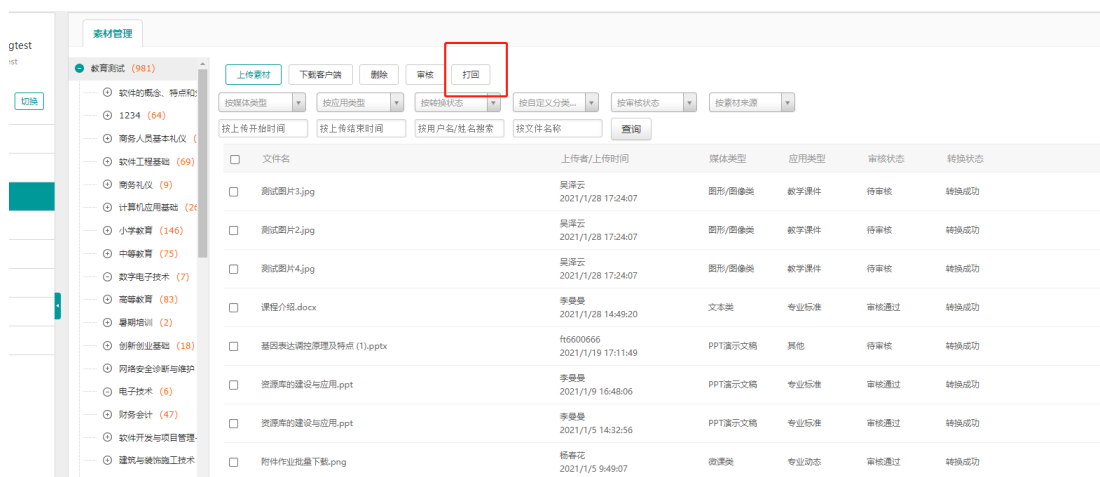 gtest
est
切换
素材管理
教育测试 (981)
软件的概念、特点和
1234 (64)
商务人员基本礼仪 (
软件工程基础 (69)
商务礼仪 (9)
计算机应用基础 (26
小学教育 (146)
中等教育 (75)
数字电子技术 (7)
高等教育 (83)
暑期培训 (2)
创新创业基础 (18)
网络安全诊断与维护
电子技术 (6)
财务会计 (47)
软件开发与项目管理-
建筑与装饰施工技术
上传素材 下载客户端 删除 审核 打回
按媒体类型 按应用类型 按转换状态 按自定义分类... 按审核状态 按素材来源
按上传开始时间 按上传结束时间 按用户名/姓名搜索 按文件名称 查询
文件名 上传者/上传时间 媒体类型 应用类型 审核状态 转换状态
测试图片3.jpg 吴泽云 图形/图像类 教学课件 待审核 转换成功
2021/1/28 17:24:07
测试图片2.jpg 吴泽云 图形/图像类 教学课件 待审核 转换成功
2021/1/28 17:24:07
测试图片4.jpg 吴泽云 图形/图像类 教学课件 待审核 转换成功
2021/1/28 17:24:07
课程介绍.docx 李曼曼 文本类 专业标准 审核通过 转换成功
2021/1/28 14:49:20
基因表达调控原理及特点 (1).pptx ft6600666 PPT演示文稿 其他 待审核 转换成功
2021/1/19 17:11:49
资源库的建设与应用.ppt 李曼曼 PPT演示文稿 专业标准 审核通过 转换成功
2021/1/9 16:48:06
资源库的建设与应用.ppt 李曼曼 PPT演示文稿 专业标准 审核通过 转换成功
2021/1/5 14:32:56
附件作业批量下载.png 杨春花 微课类 专业动态 审核通过 转换成功
2021/1/5 9:49:07